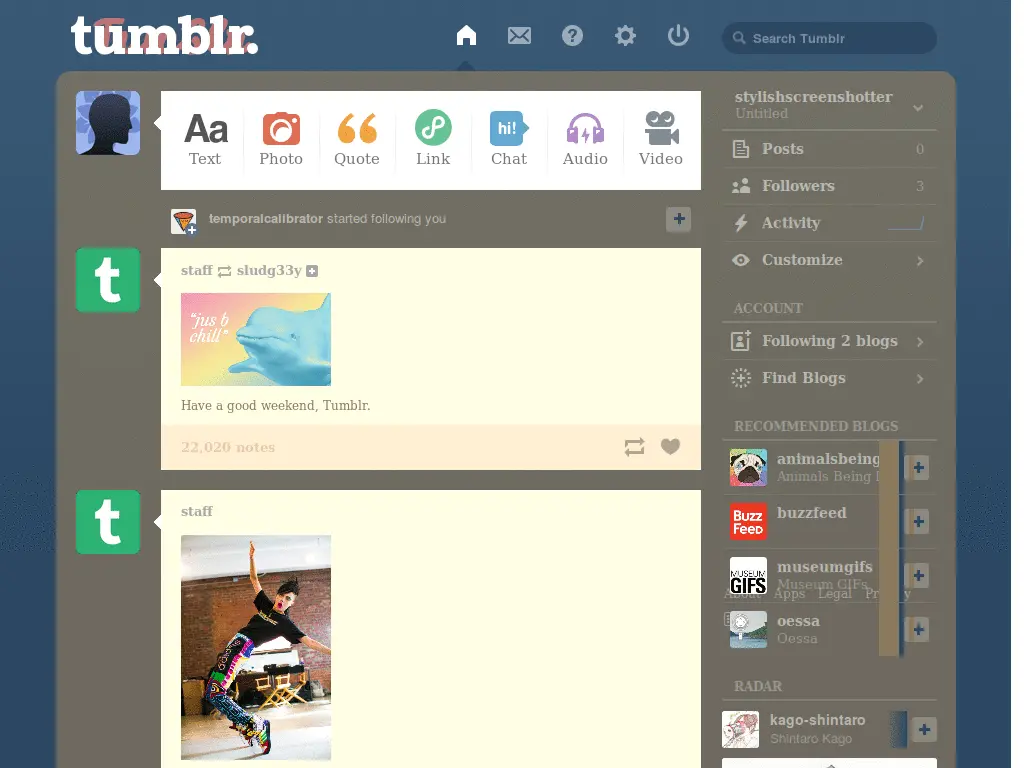 tumblr.
Search Tumblr
Text
Photo
Quote
Link
hi!
Chat
Audio
Video
temporalcalibrator started following you
staff sludg33y
"jus b
chill"
Have a good weekend, Tumblr.
22,020 notes
staff
stylishscreenshotter
Untitled
Posts 0
Followers 3
Activity
Customize
ACCOUNT
Following 2 blogs
Find Blogs
RECOMMENDED BLOGS
animalsbeing
Animals Being
BUZZ
FEED
buzzfeed
MUSEUM
GIFS
museumgifs
Museum GIFs
About Apps Legal Privacy
oessa
Oessa
RADAR
kago-shintaro
Shintaro Kago